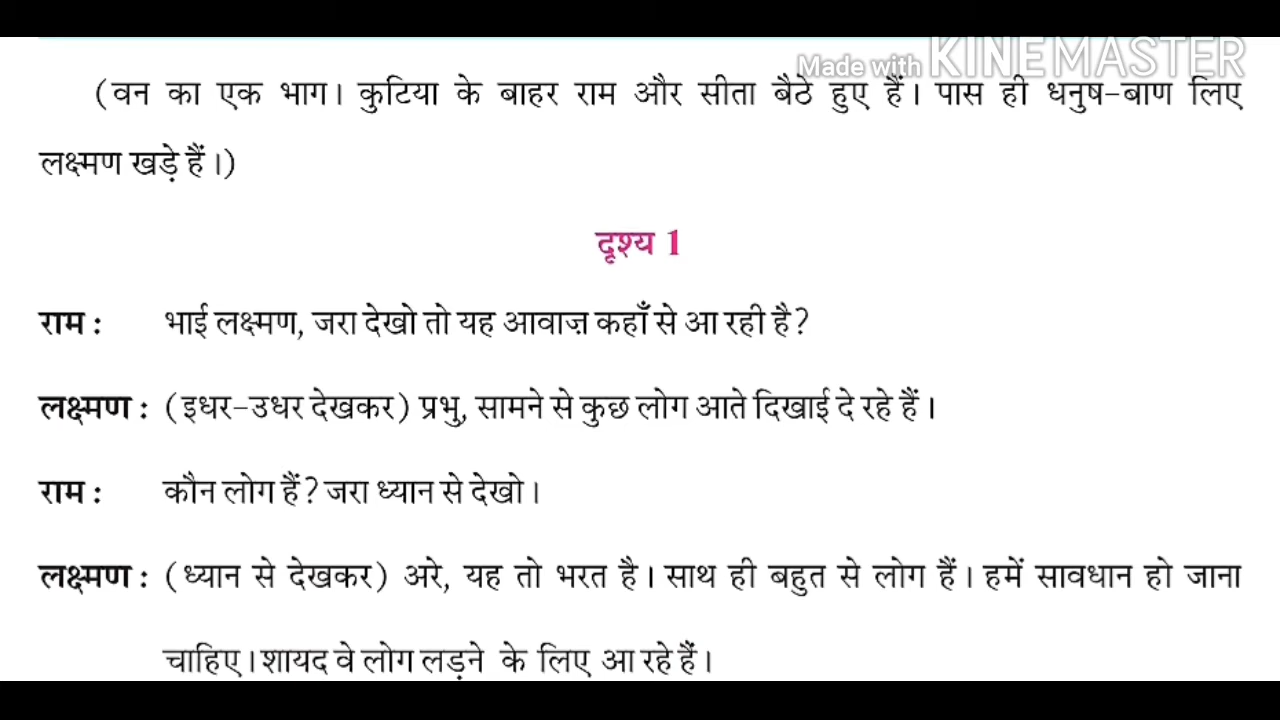 Made with KINEMASTER
(वन का एक भाग। कुटिया के बाहर राम और सीता बैठे हुए हैं। पास ही धनुष-बाण लिए
लक्ष्मण खड़े हैं।)
दृश्य 1
राम : भाई लक्ष्मण, जरा देखो तो यह आवाज़ कहाँ से आ रही है?
लक्ष्मण : (इधर-उधर देखकर) प्रभु, सामने से कुछ लोग आते दिखाई दे रहे हैं।
राम : कौन लोग हैं? जरा ध्यान से देखो।
लक्ष्मण : (ध्यान से देखकर) अरे, यह तो भरत है। साथ ही बहुत से लोग हैं। हमें सावधान हो जाना
चाहिए। शायद वे लोग लड़ने के लिए आ रहे हैं।